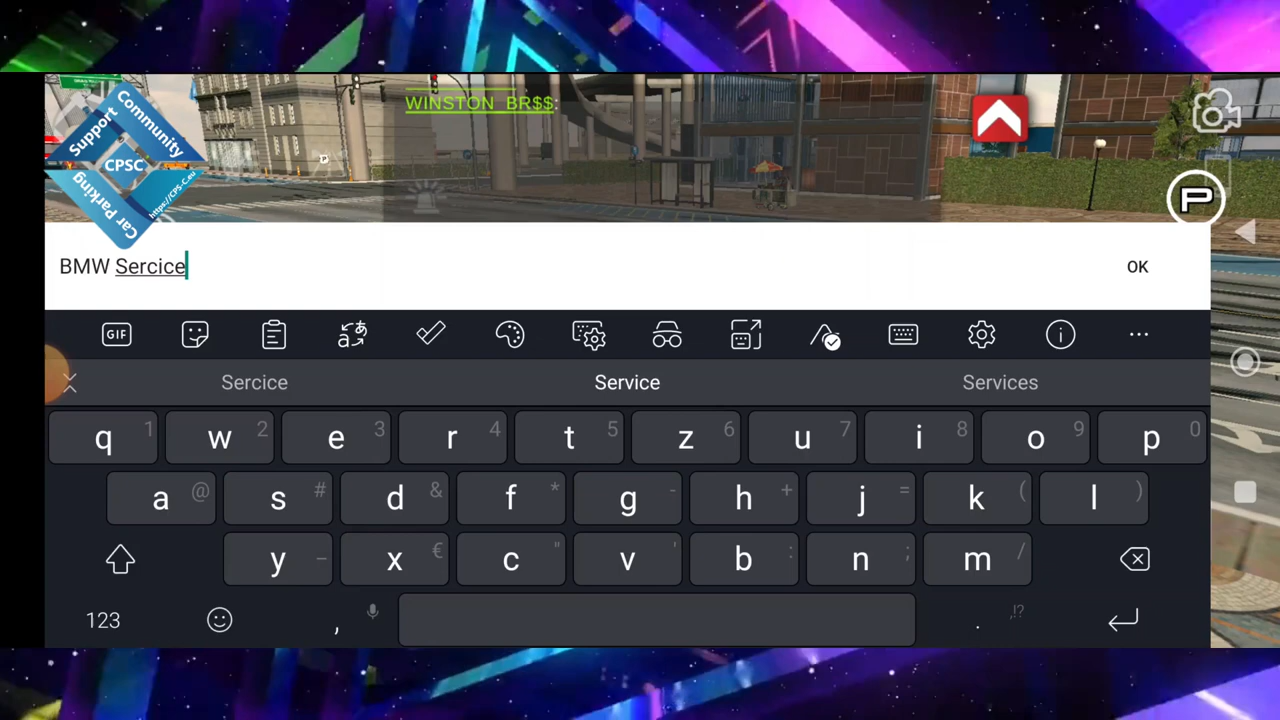 WINSTON_BR$$:
Support Community
CPSC
Car Parking
https://CPS-C.eu
P
BMW Sercice
OK
GIF
Sercice Service Services
q 1 w 2 e 3 r 4 t 5 z 6 u 7 i 8 o 9 p 0
a @ s # d & f * g - h + j = k ( l )
y _ x € c " v ' b : n ; m /
123 , . ,!?